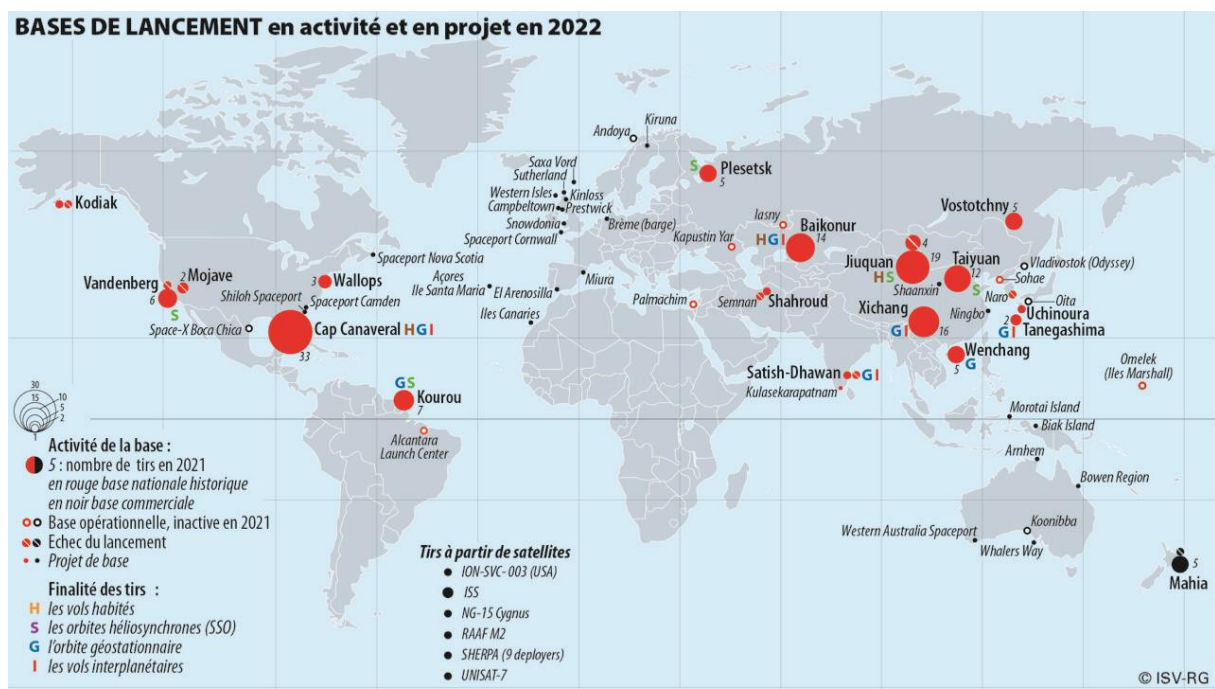 BASES DE LANCEMENT en activité et en projet en 2022
Kiruna
Andoya
Saxa Vord
Sutherland
Western Isles
Kinloss
Campbeltown
Prestwick
Snowdonia
Brème (barge)
Spaceport Cornwall
S
Plesetsk
5
Kodiak
Vostotchny
5
Iasny
Baikonur
HGI
14
Kapustin Yar
4
Jiuquan
19
HS
Taiyuan
12
S
Shaanxin
Vladivostok (Odyssey)
Sohae
Spaceport Nova Scotia
Vandenberg
2
Mojave
6
S
3
Wallops
Shiloh Spaceport
Spaceport Camden
Space-X Boca Chica
Cap Canaveral HGI
33
Açores
Ile Santa Maria
El Arenosilla
Miura
Iles Canaries
Palmachim
Semnan
Shahroud
Xichang
GI
16
Ningbo
Naro
Oita
Uchinoura
2
Tanegashima
GI
Wenchang
5
G
Satish-Dhawan
GI
Kulasekarapatnam
Omelek
(Iles Marshall)
GS
Kourou
7
Alcantara
Launch Center
Morotai Island
Biak Island
Arnhem
Bowen Region
Koonibba
Western Australia Spaceport
Whalers Way
5
Mahia
30
15
10
5
2
1
Activité de la base :
5 : nombre de tirs en 2021
en rouge base nationale historique
en noir base commerciale
Base opérationnelle, inactive en 2021
Echec du lancement
Projet de base
Finalité des tirs :
H les vols habités
S les orbites héliosynchrones (SSO)
G l'orbite géostationnaire
I les vols interplanétaires
Tirs à partir de satellites
ION-SVC-003 (USA)
ISS
NG-15 Cygnus
RAAF M2
SHERPA (9 deployers)
UNISAT-7
© ISV-RG